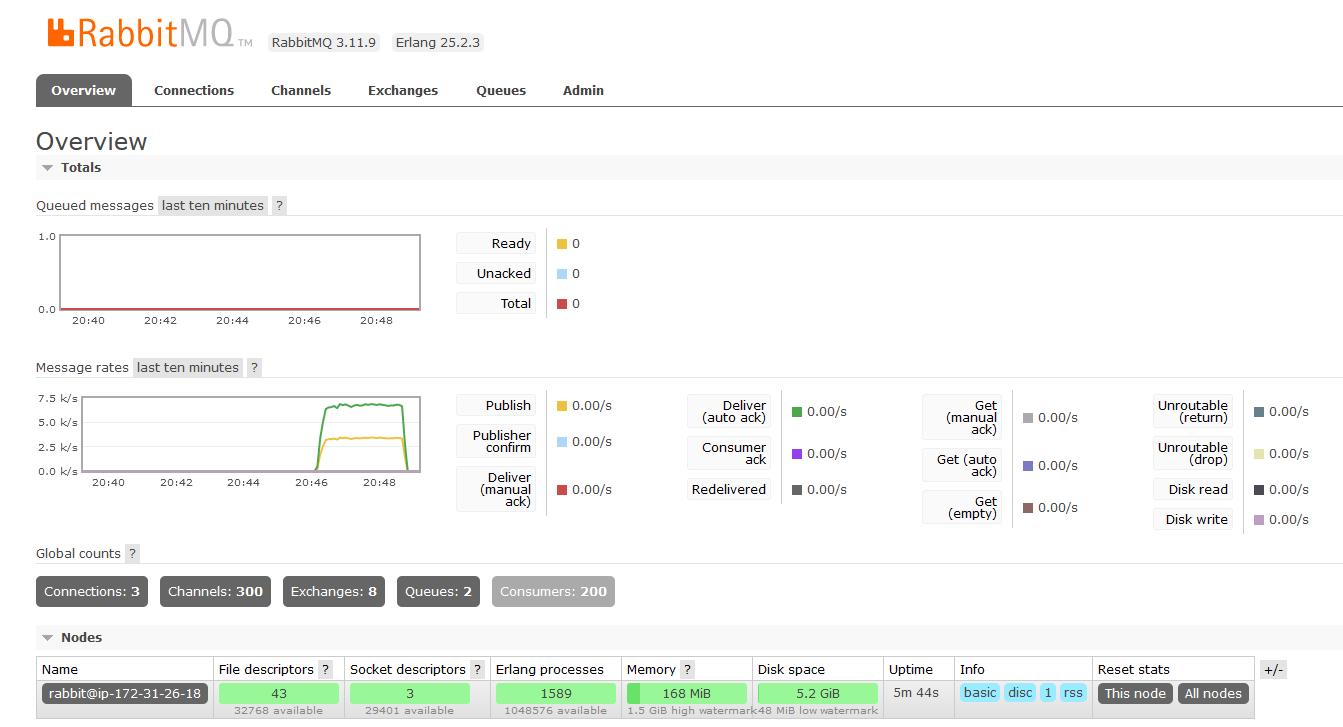 RabbitMQ TM RabbitMQ 3.11.9 Erlang 25.2.3
Overview Connections Channels Exchanges Queues Admin
Overview
Totals
Queued messages last ten minutes ?
1.0
0.0
20:40 20:42 20:44 20:46 20:48
Ready 0
Unacked 0
Total 0
Message rates last ten minutes ?
7.5 k/s
5.0 k/s
2.5 k/s
0.0 k/s
20:40 20:42 20:44 20:46 20:48
Publish 0.00/s
Publisher
confirm 0.00/s
Deliver
(manual
ack) 0.00/s
Deliver
(auto ack) 0.00/s
Consumer
ack 0.00/s
Redelivered 0.00/s
Get
(manual
ack) 0.00/s
Get (auto
ack) 0.00/s
Get
(empty) 0.00/s
Unroutable
(return) 0.00/s
Unroutable
(drop) 0.00/s
Disk read 0.00/s
Disk write 0.00/s
Global counts ?
Connections: 3 Channels: 300 Exchanges: 8 Queues: 2 Consumers: 200
Nodes
Name File descriptors ? Socket descriptors ? Erlang processes Memory ? Disk space Uptime Info Reset stats +/-
rabbit@ip-172-31-26-18 43 3 1589 168 MiB 5.2 GiB 5m 44s basic disc 1 rss This node All nodes
32768 available 29401 available 1048576 available 1.5 GiB high watermark 48 MiB low watermark